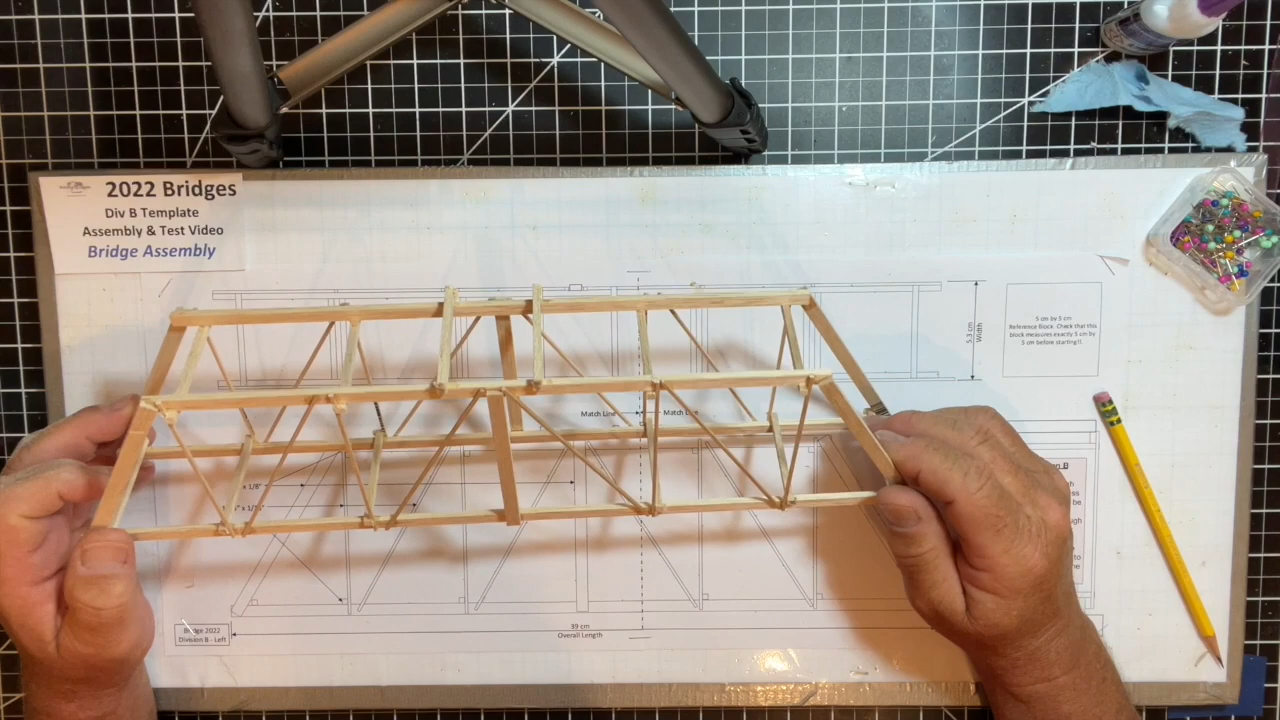 2022 Bridges
Div B Template
Assembly & Test Video
Bridge Assembly
5.3 cm
Width
5 cm by 5 cm
Reference Block. Check that this
block measures exactly 5 cm by
5 cm before starting!!.
Match Line
Match Line
x 1/8"
39 cm
Overall Length
Bridge 2022
Division B - Left